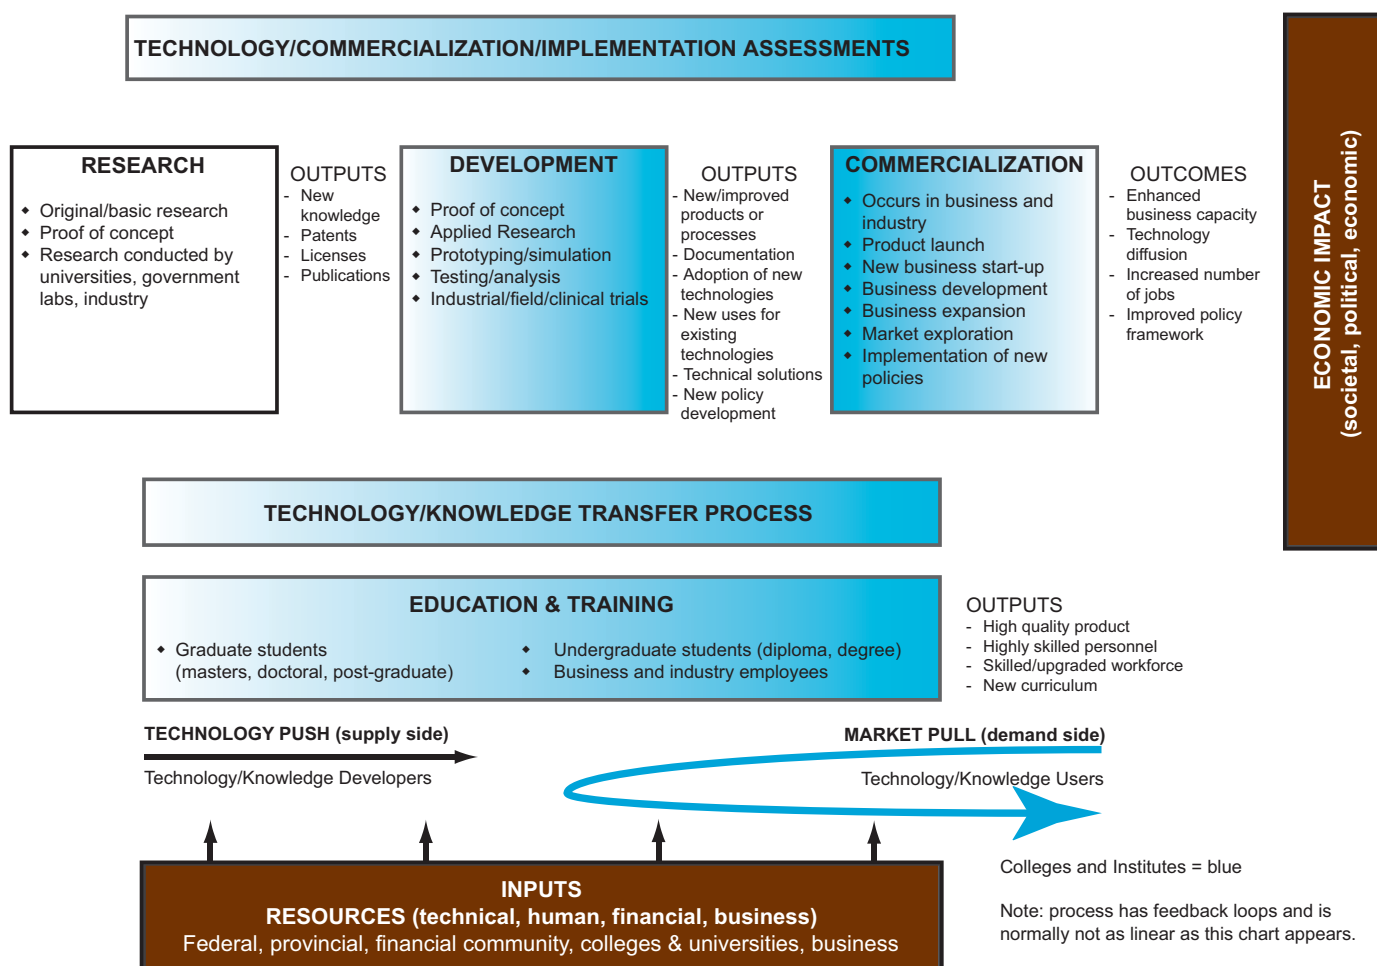 TECHNOLOGY/COMMERCIALIZATION/IMPLEMENTATION ASSESSMENTS
RESEARCH
◆ Original/basic research
◆ Proof of concept
◆ Research conducted by
universities, government
labs, industry
OUTPUTS
- New
knowledge
- Patents
- Licenses
- Publications
DEVELOPMENT
◆ Proof of concept
◆ Applied Research
◆ Prototyping/simulation
◆ Testing/analysis
◆ Industrial/field/clinical trials
OUTPUTS
- New/improved
products or
processes
- Documentation
- Adoption of new
technologies
- New uses for
existing
technologies
- Technical solutions
- New policy
development
COMMERCIALIZATION
◆ Occurs in business and
industry
◆ Product launch
◆ New business start-up
◆ Business development
◆ Business expansion
◆ Market exploration
◆ Implementation of new
policies
OUTCOMES
- Enhanced
business capacity
- Technology
diffusion
- Increased number
of jobs
- Improved policy
framework
ECONOMIC IMPACT
(societal, political, economic)
TECHNOLOGY/KNOWLEDGE TRANSFER PROCESS
EDUCATION & TRAINING
◆ Graduate students
(masters, doctoral, post-graduate)
◆ Undergraduate students (diploma, degree)
◆ Business and industry employees
OUTPUTS
- High quality product
- Highly skilled personnel
- Skilled/upgraded workforce
- New curriculum
TECHNOLOGY PUSH (supply side)
Technology/Knowledge Developers
MARKET PULL (demand side)
Technology/Knowledge Users
INPUTS
RESOURCES (technical, human, financial, business)
Federal, provincial, financial community, colleges & universities, business
Colleges and Institutes = blue
Note: process has feedback loops and is
normally not as linear as this chart appears.